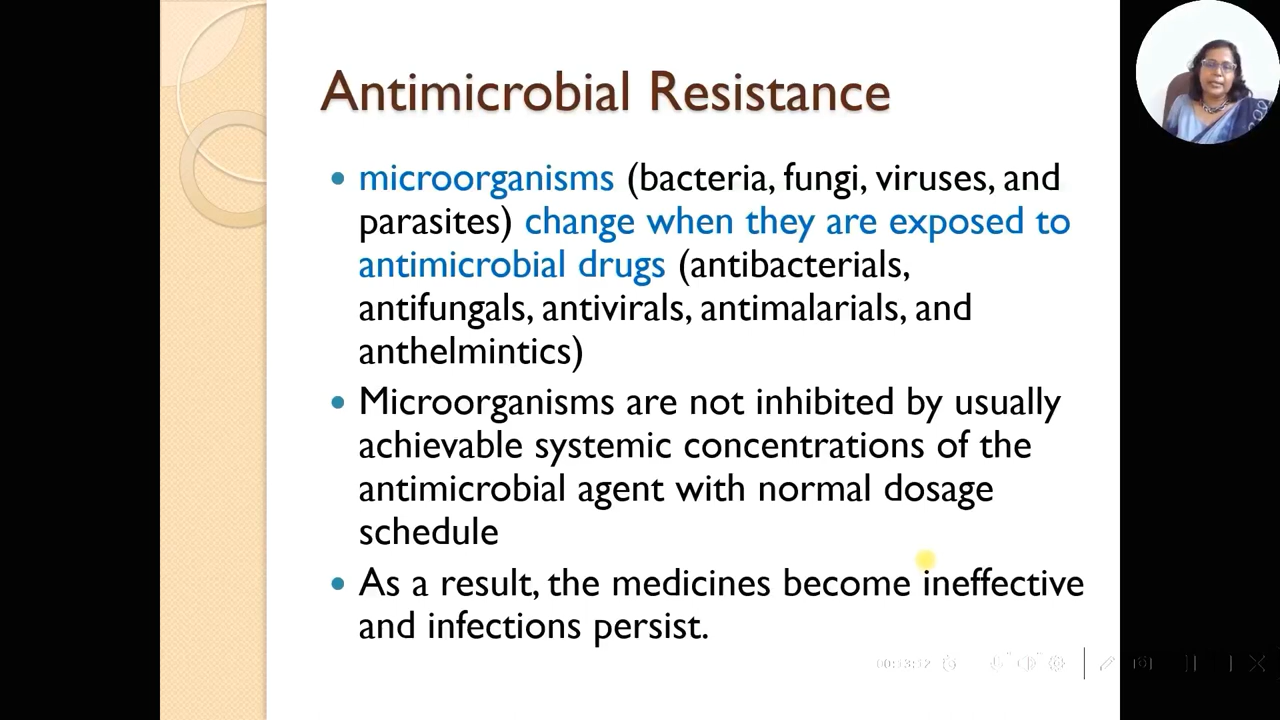 Antimicrobial Resistance
• microorganisms (bacteria, fungi, viruses, and
parasites) change when they are exposed to
antimicrobial drugs (antibacterials,
antifungals, antivirals, antimalarials, and
anthelmintics)
• Microorganisms are not inhibited by usually
achievable systemic concentrations of the
antimicrobial agent with normal dosage
schedule
• As a result, the medicines become ineffective
and infections persist.